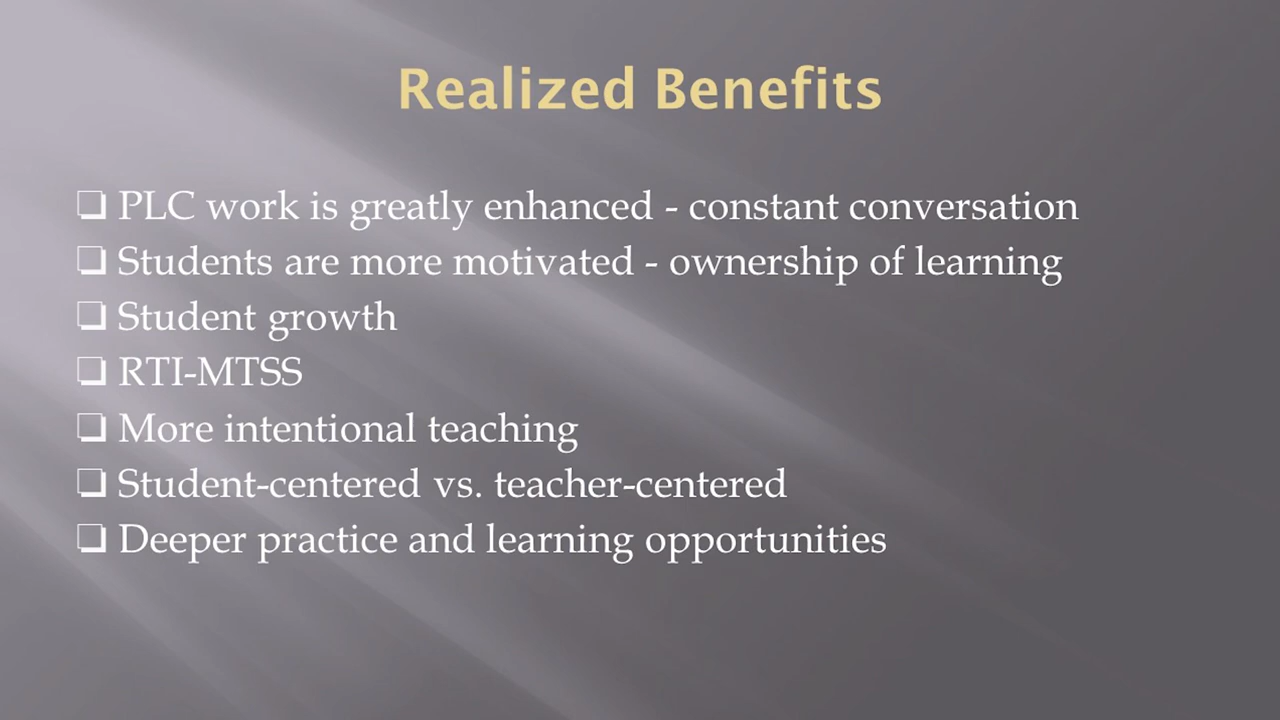 Realized Benefits
❏ PLC work is greatly enhanced - constant conversation
❏ Students are more motivated - ownership of learning
❏ Student growth
❏ RTI-MTSS
❏ More intentional teaching
❏ Student-centered vs. teacher-centered
❏ Deeper practice and learning opportunities